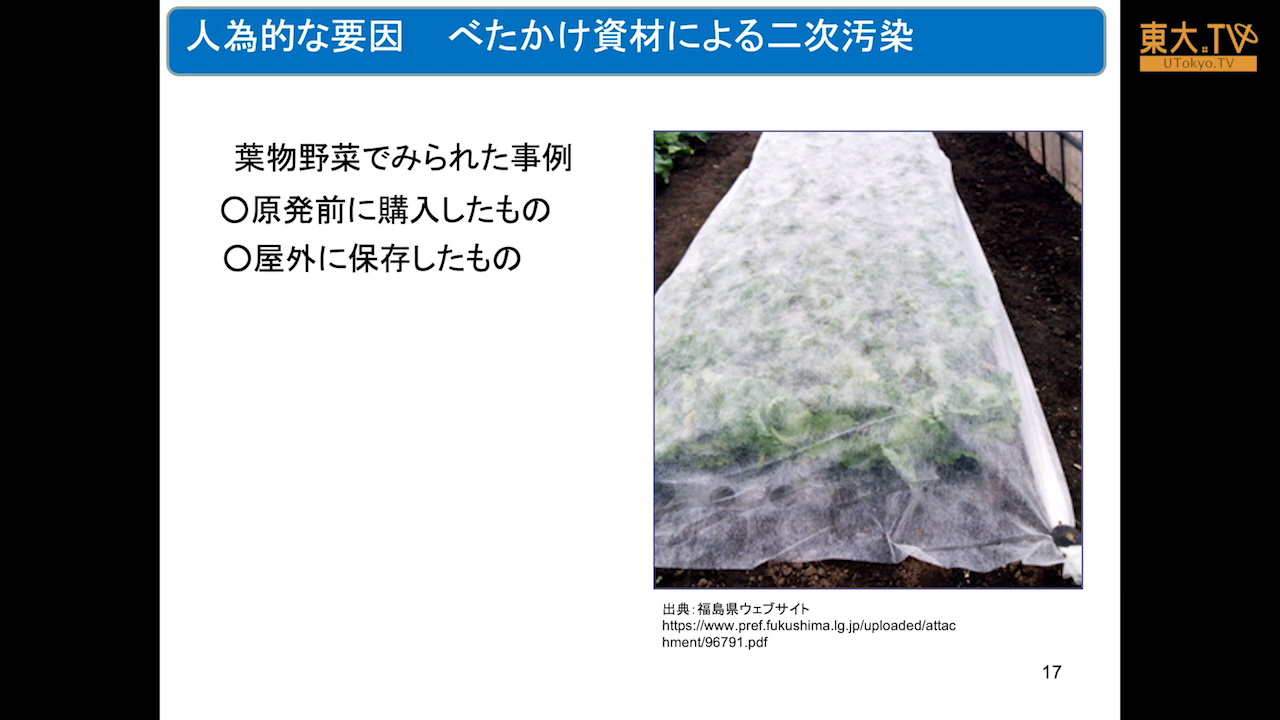 人為的な要因　べたかけ資材による二次汚染
東大.TV
UTokyo.TV
葉物野菜でみられた事例
〇原発前に購入したもの
〇屋外に保存したもの
出典：福島県ウェブサイト
https://www.pref.fukushima.lg.jp/uploaded/attac
hment/96791.pdf
17